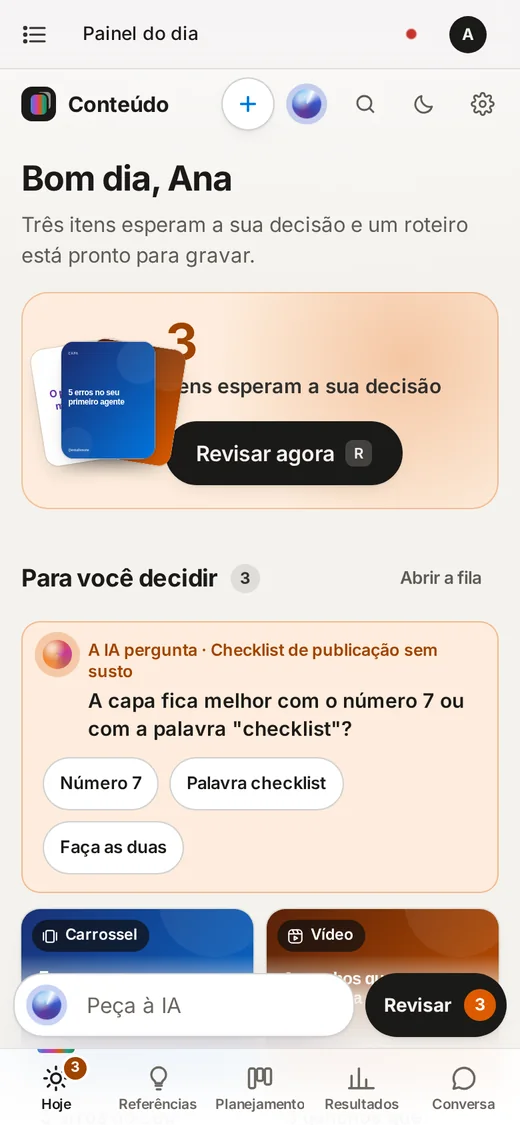 Painel do dia
A
Conteúdo
Bom dia, Ana
Três itens esperam a sua decisão e um roteiro
está pronto para gravar.
3
ens esperam a sua decisão
CAPA
5 erros no seu
primeiro agente
Revisar agora R
Para você decidir 3
Abrir a fila
A IA pergunta · Checklist de publicação sem
susto
A capa fica melhor com o número 7 ou
com a palavra "checklist"?
Número 7
Palavra checklist
Faça as duas
Carrossel
Vídeo
Peça à IA
Revisar 3
3
Hoje
Referências
Planejamento
Resultados
Conversa